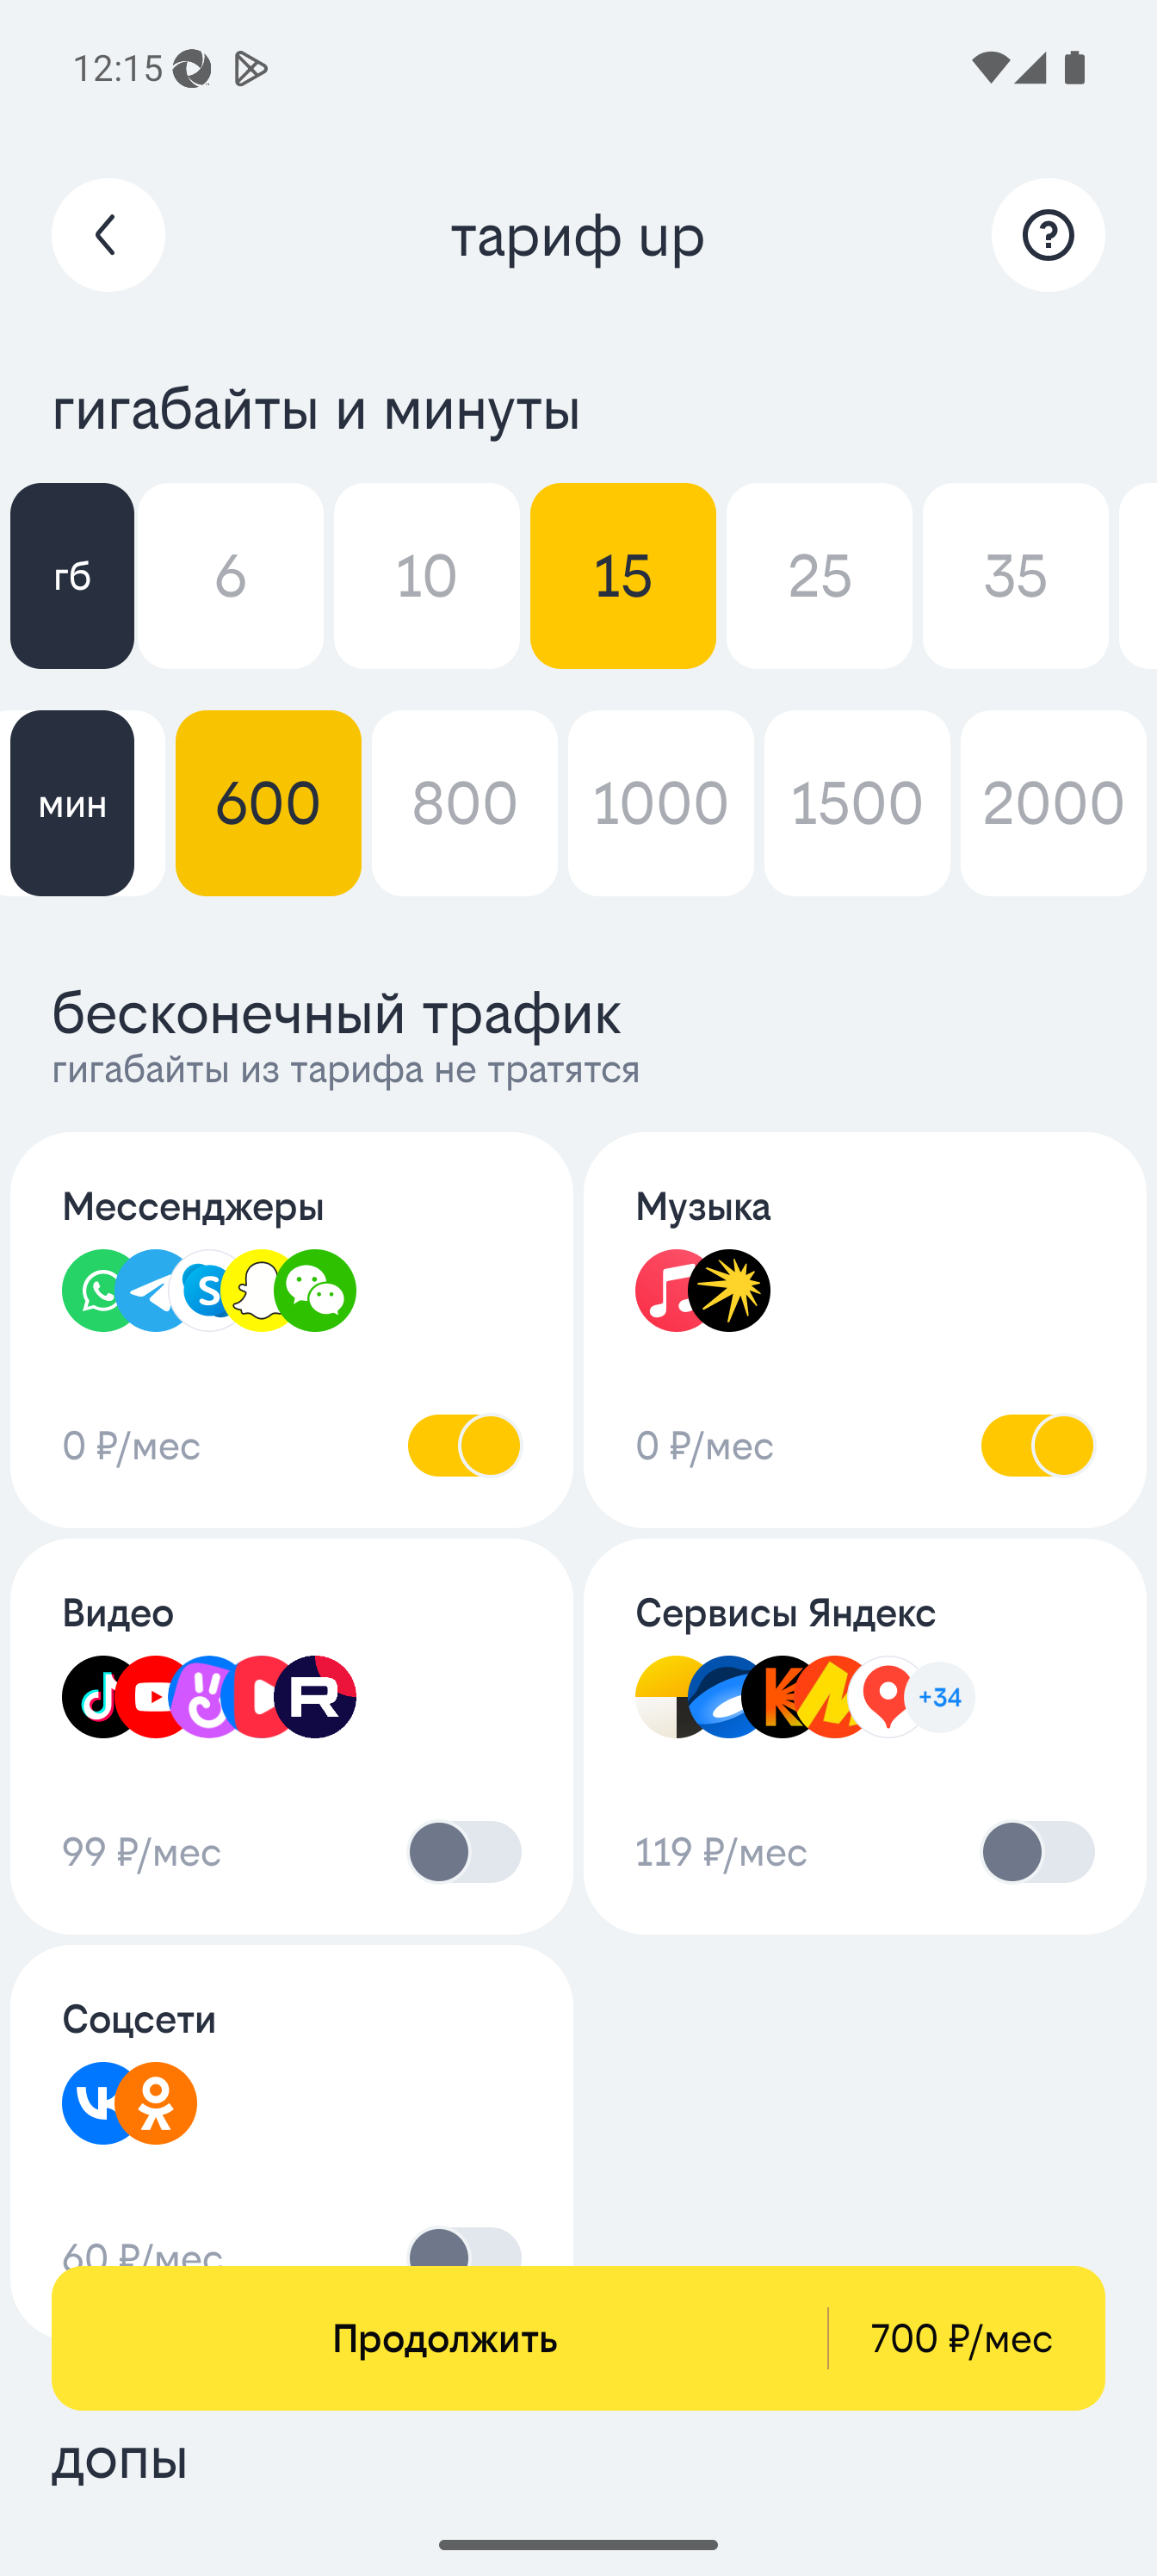 12:15
тариф up
гигабайты и минуты
гб 6 10 15 25 35
мин 600 800 1000 1500 2000
бесконечный трафик
гигабайты из тарифа не тратятся
Мессенджеры
0 ₽/мес
Музыка
0 ₽/мес
Видео
99 ₽/мес
Сервисы Яндекс
+34
119 ₽/мес
Соцсети
60 ₽/мес
Продолжить 700 ₽/мес
допы